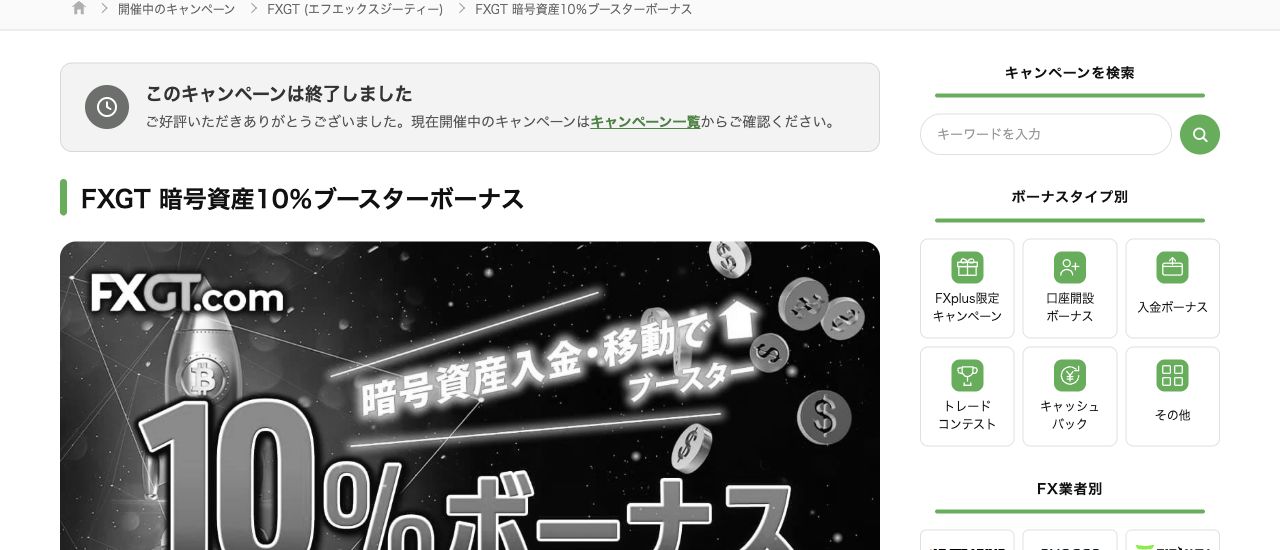 開催中のキャンペーン
FXGT (エフエックスジーティー)
FXGT 暗号資産10%ブースターボーナス
このキャンペーンは終了しました
ご好評いただきありがとうございました。現在開催中のキャンペーンはキャンペーン一覧からご確認ください。
FXGT 暗号資産10%ブースターボーナス
FXGT.com
暗号資産入金・移動で
ブースター
10%ボーナス
キャンペーンを検索
キーワードを入力
ボーナスタイプ別
FXplus限定
キャンペーン
口座開設
ボーナス
入金ボーナス
トレード
コンテスト
キャッシュ
バック
その他
FX業者別